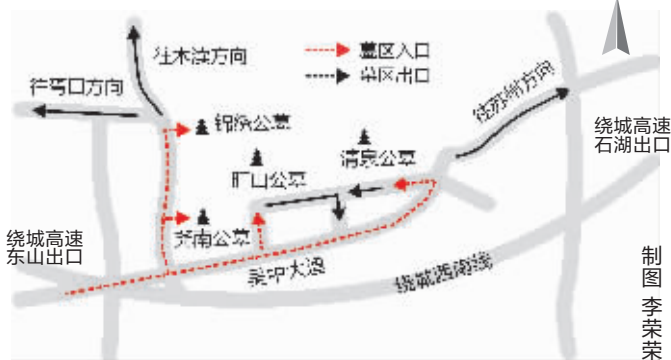 往木渎方向
墓区入口
墓区出口
往胥口方向
往苏州方向
锦绣公墓
清泉公墓
旺山公墓
绕城高速
石湖出口
尧南公墓
绕城高速
东山出口
吴中大道
绕城西南线
制图 李荣荣